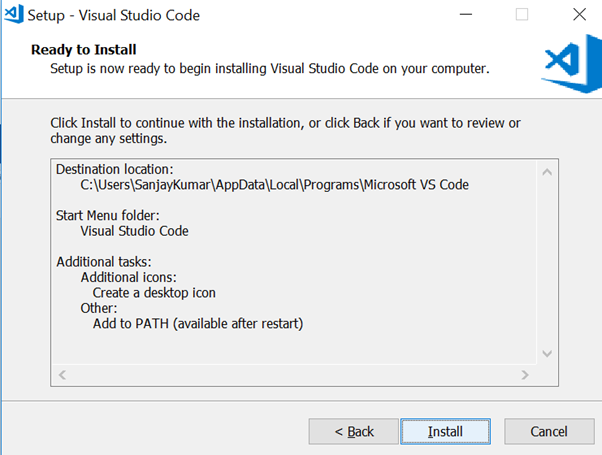 Setup - Visual Studio Code
Ready to Install
Setup is now ready to begin installing Visual Studio Code on your computer.
Click Install to continue with the installation, or click Back if you want to review or
change any settings.
Destination location:
C:\Users\SanjayKumar\AppData\Local\Programs\Microsoft VS Code
Start Menu folder:
Visual Studio Code
Additional tasks:
Additional icons:
Create a desktop icon
Other:
Add to PATH (available after restart)
< Back Install Cancel